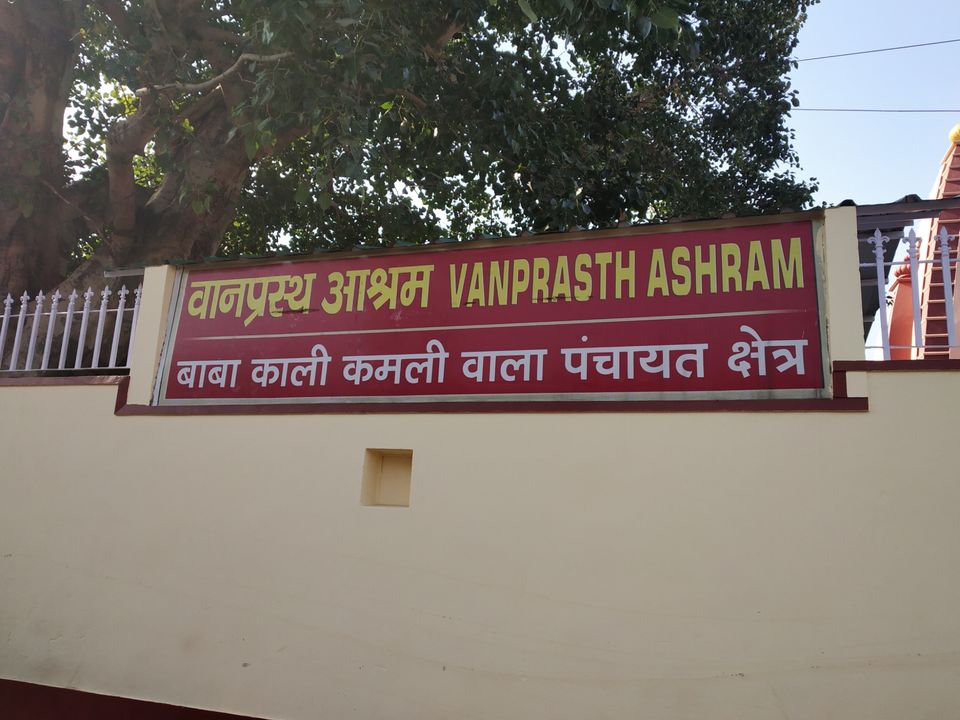 वानप्रस्थ आश्रम VANPRASTH ASHRAM
बाबा काली कमली वाला पंचायत क्षेत्र